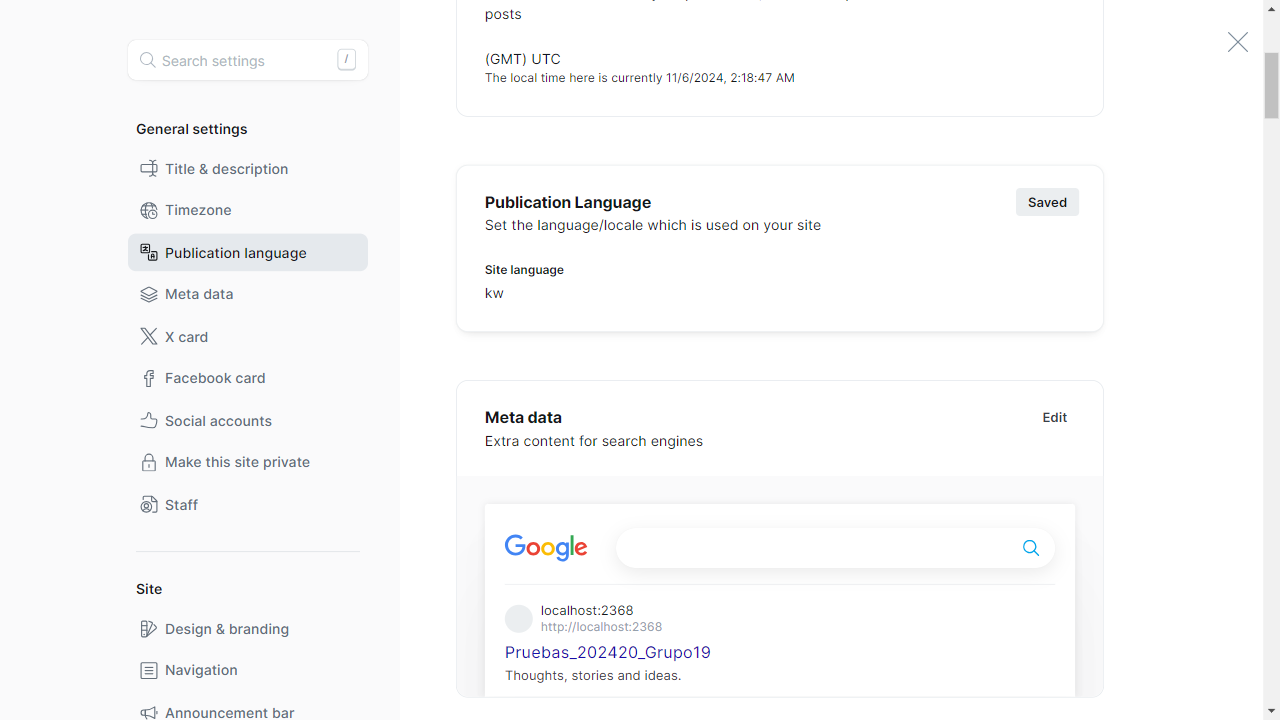 Search settings /
General settings
Title & description
Timezone
Publication language
Meta data
X card
Facebook card
Social accounts
Make this site private
Staff
Site
Design & branding
Navigation
Announcement bar
posts
(GMT) UTC
The local time here is currently 11/6/2024, 2:18:47 AM
Publication Language
Saved
Set the language/locale which is used on your site
Site language
kw
Meta data
Edit
Extra content for search engines
Google
localhost:2368
http://localhost:2368
Pruebas_202420_Grupo19
Thoughts, stories and ideas.